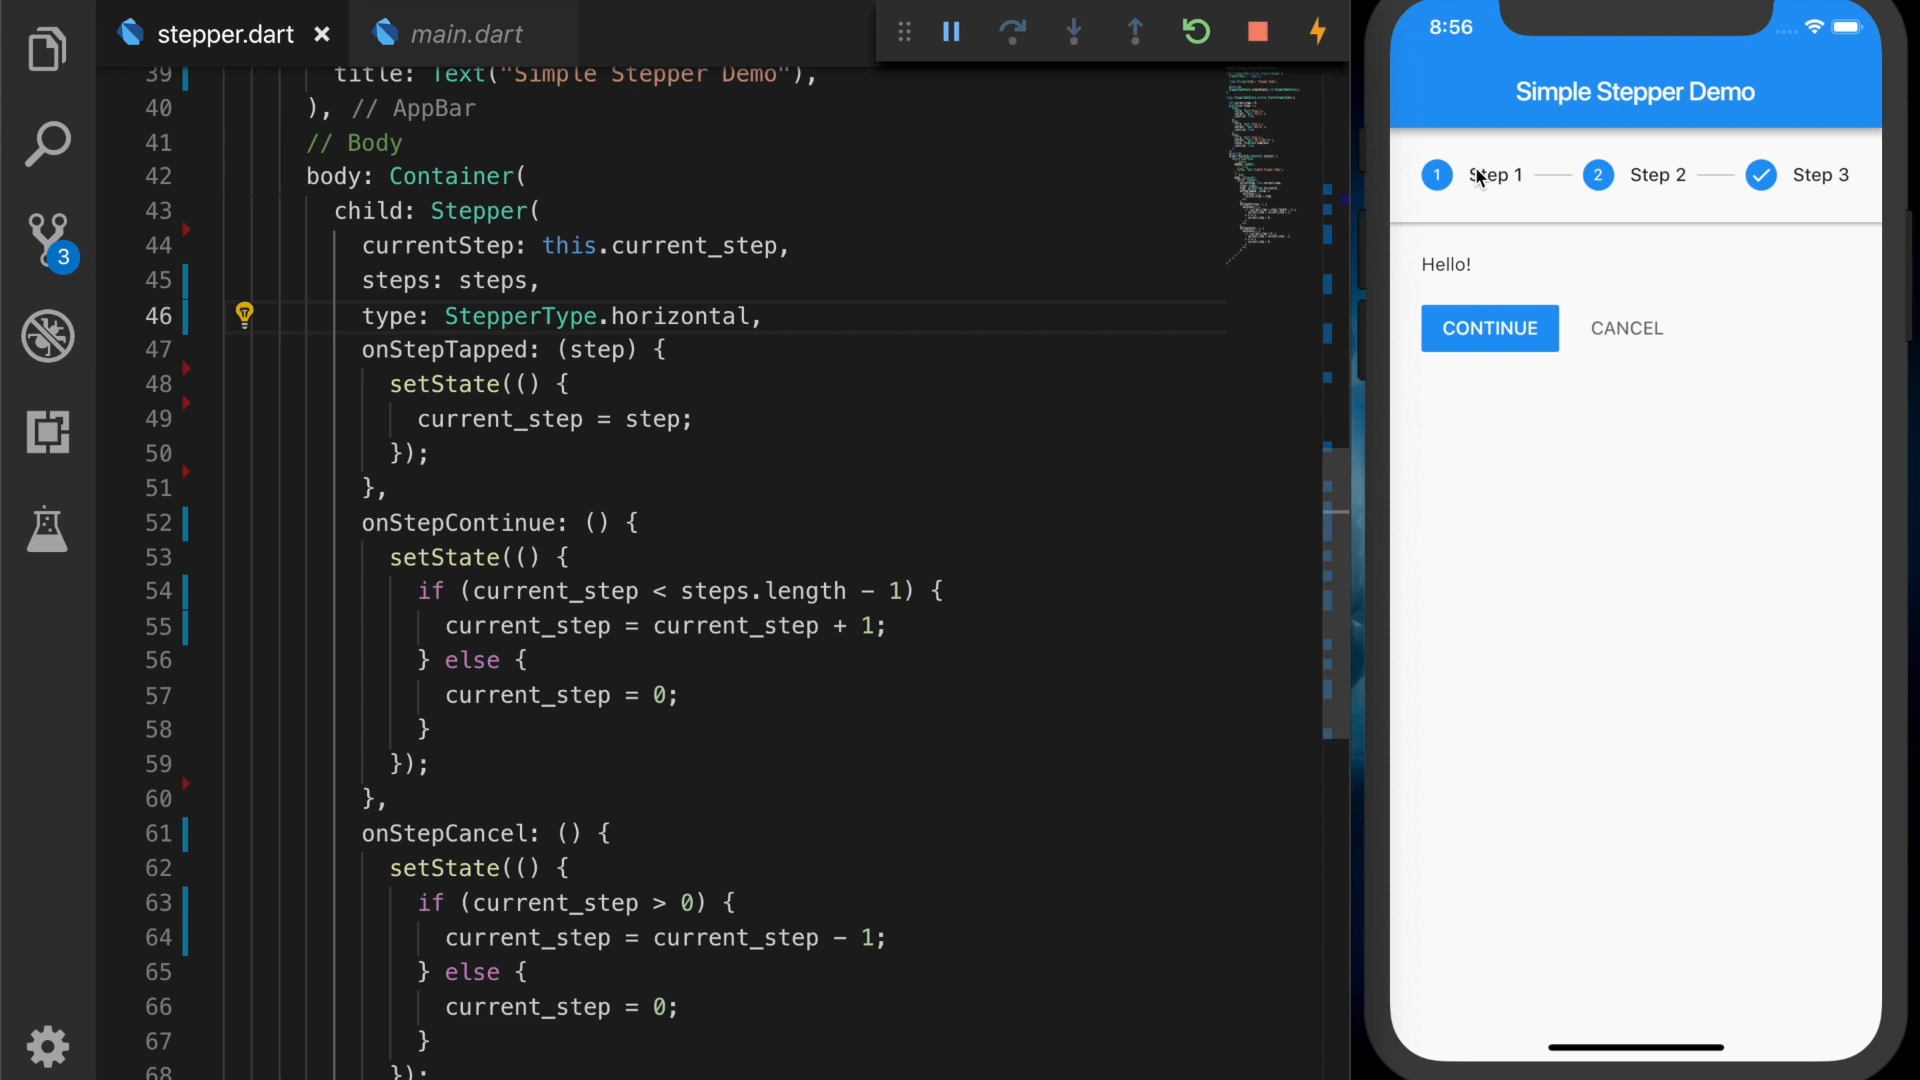 stepper.dart
main.dart
39 title: Text("Simple Stepper Demo"),
40 ), // AppBar
41 // Body
42 body: Container(
43 child: Stepper(
44 currentStep: this.current_step,
45 steps: steps,
46 type: StepperType.horizontal,
47 onStepTapped: (step) {
48 setState(() {
49 current_step = step;
50 });
51 },
52 onStepContinue: () {
53 setState(() {
54 if (current_step < steps.length - 1) {
55 current_step = current_step + 1;
56 } else {
57 current_step = 0;
58 }
59 });
60 },
61 onStepCancel: () {
62 setState(() {
63 if (current_step > 0) {
64 current_step = current_step - 1;
65 } else {
66 current_step = 0;
67 }
68 });
3
8:56
Simple Stepper Demo
1 Step 1 2 Step 2 Step 3
Hello!
CONTINUE CANCEL